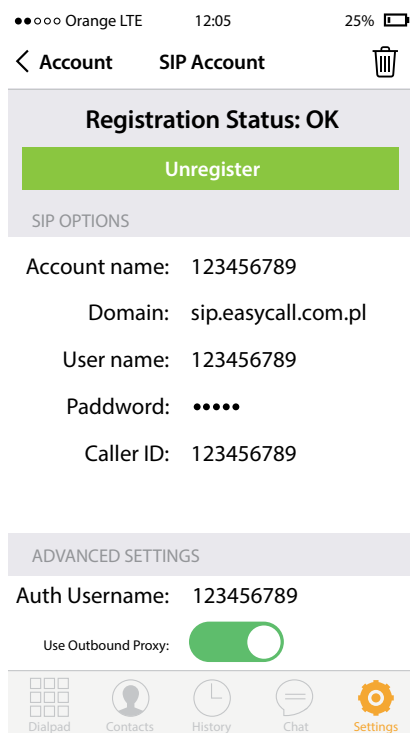 Orange LTE 12:05 25%
Account SIP Account
Registration Status: OK
Unregister
SIP OPTIONS
Account name: 123456789
Domain: sip.easycall.com.pl
User name: 123456789
Paddword: •••••
Caller ID: 123456789
ADVANCED SETTINGS
Auth Username: 123456789
Use Outbound Proxy:
Dialpad Contacts History Chat Settings